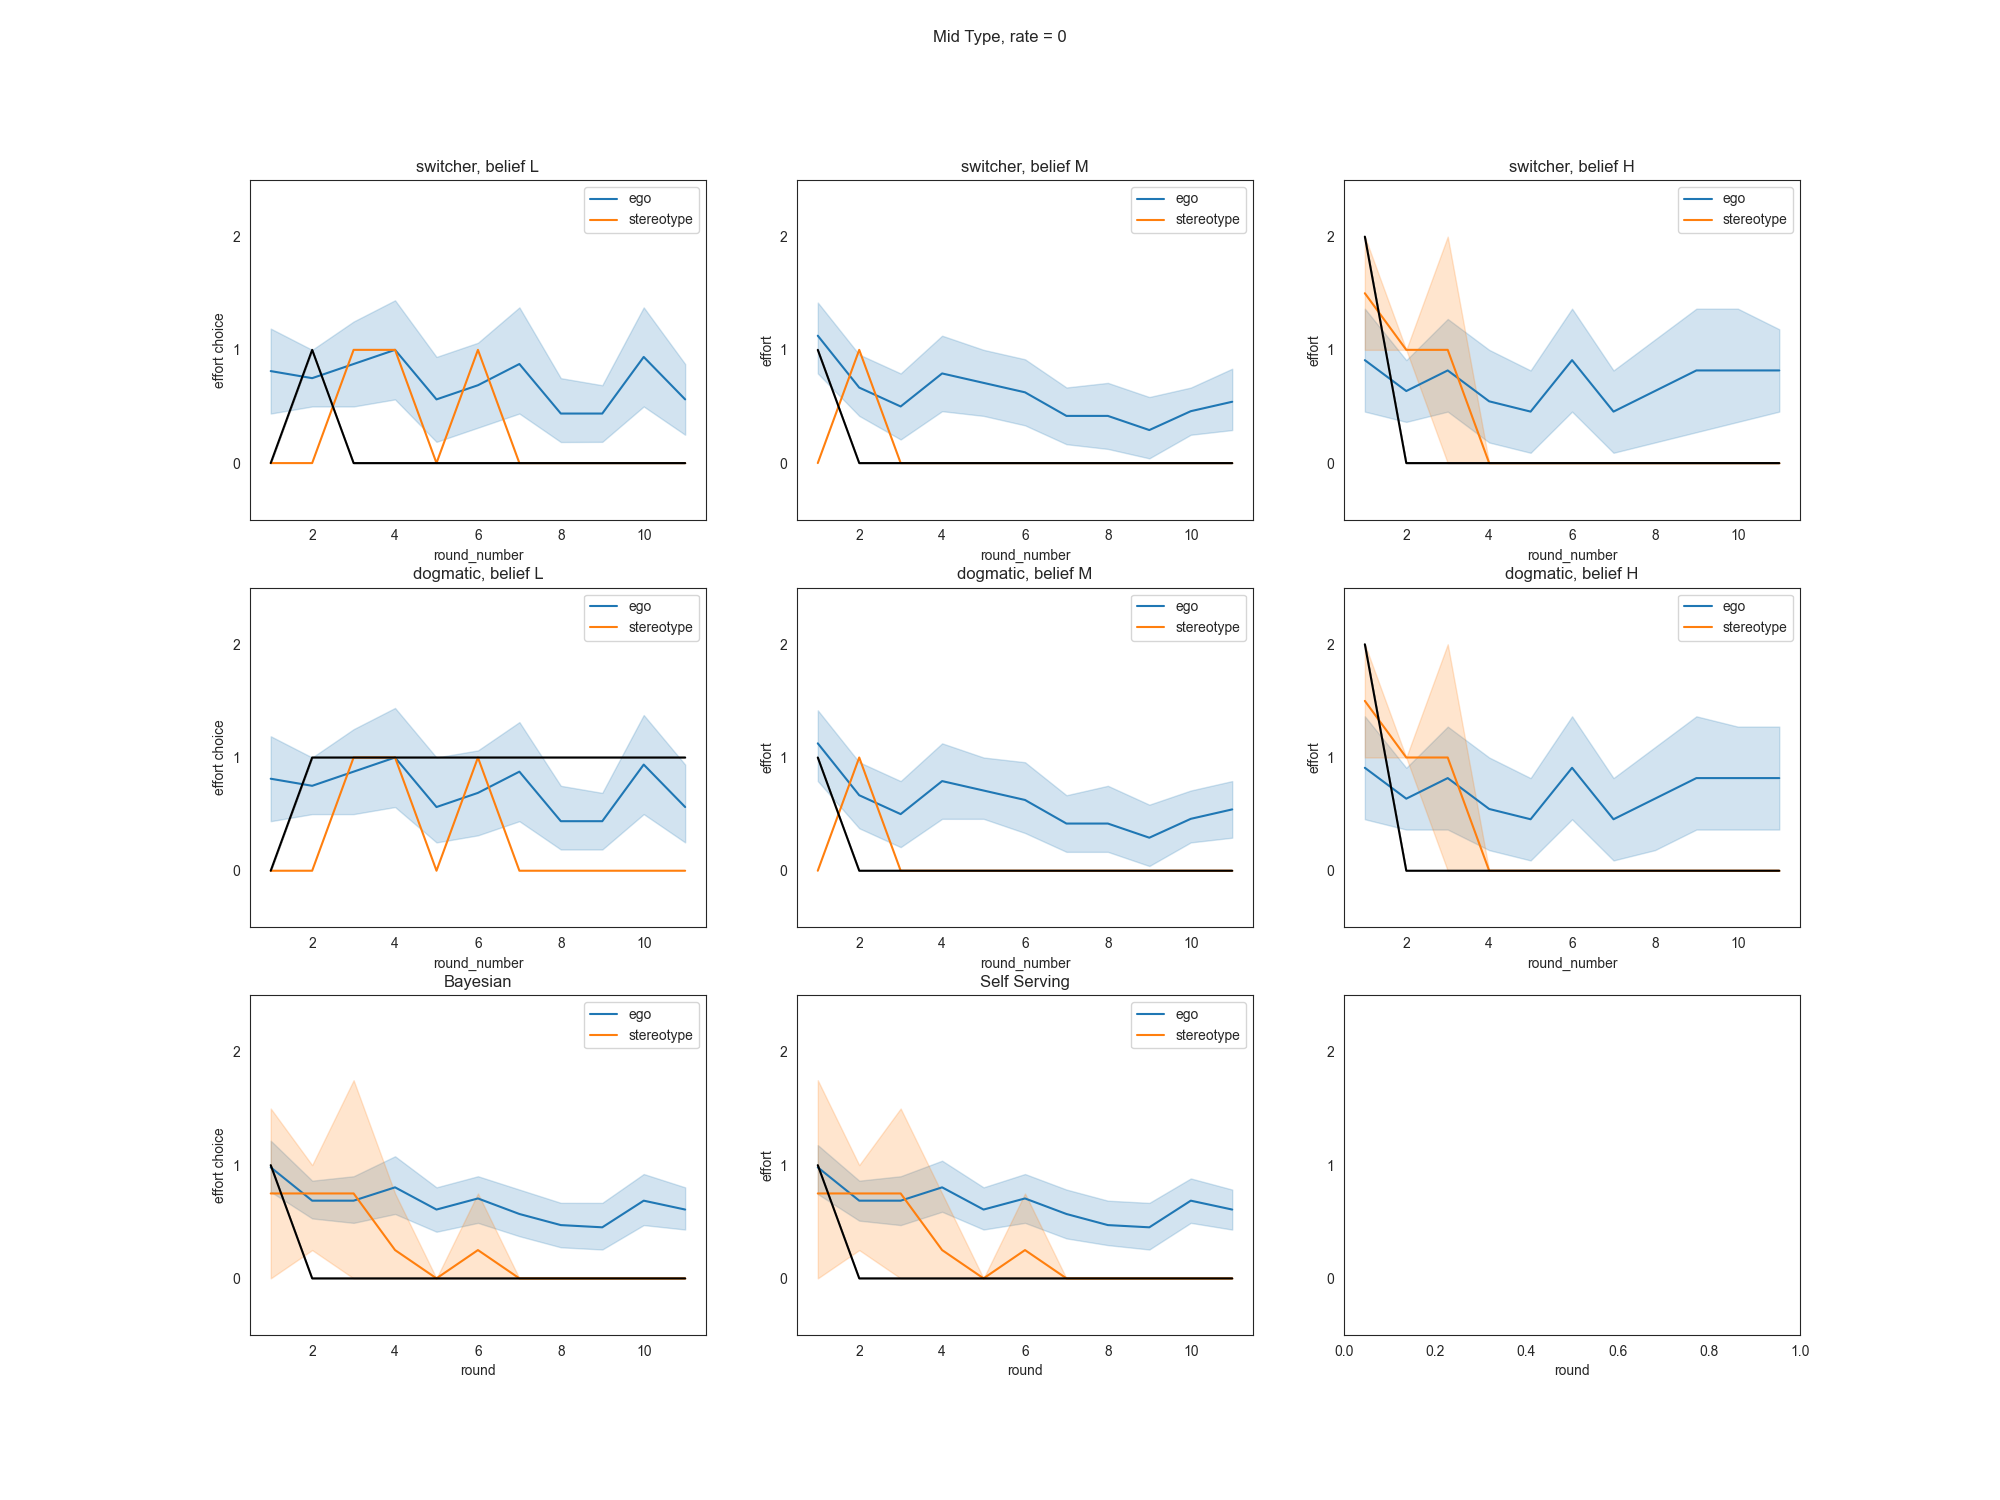 Mid Type, rate = 0
switcher, belief L
ego
stereotype
2
1
0
effort choice
2 4 6 8 10
round_number
switcher, belief M
ego
stereotype
2
1
0
effort
2 4 6 8 10
round_number
switcher, belief H
ego
stereotype
2
1
0
effort
2 4 6 8 10
round_number
dogmatic, belief L
ego
stereotype
2
1
0
effort choice
2 4 6 8 10
round_number
dogmatic, belief M
ego
stereotype
2
1
0
effort
2 4 6 8 10
round_number
dogmatic, belief H
ego
stereotype
2
1
0
effort
2 4 6 8 10
round_number
Bayesian
ego
stereotype
2
1
0
effort choice
2 4 6 8 10
round
Self Serving
ego
stereotype
2
1
0
effort
2 4 6 8 10
round
2
1
0
0.0 0.2 0.4 0.6 0.8 1.0
round